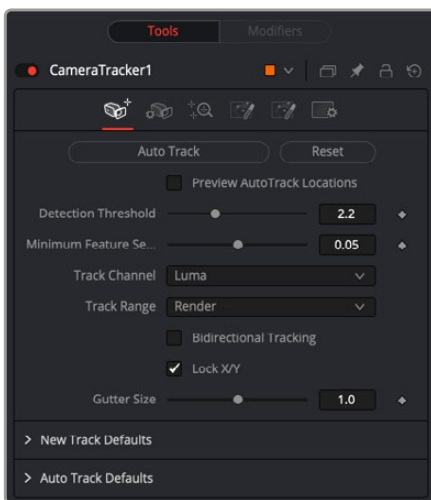 Tools Modifiers
CameraTracker1
Auto Track Reset
Preview AutoTrack Locations
Detection Threshold 2.2
Minimum Feature Se... 0.05
Track Channel Luma
Track Range Render
Bidirectional Tracking
Lock X/Y
Gutter Size 1.0
> New Track Defaults
> Auto Track Defaults